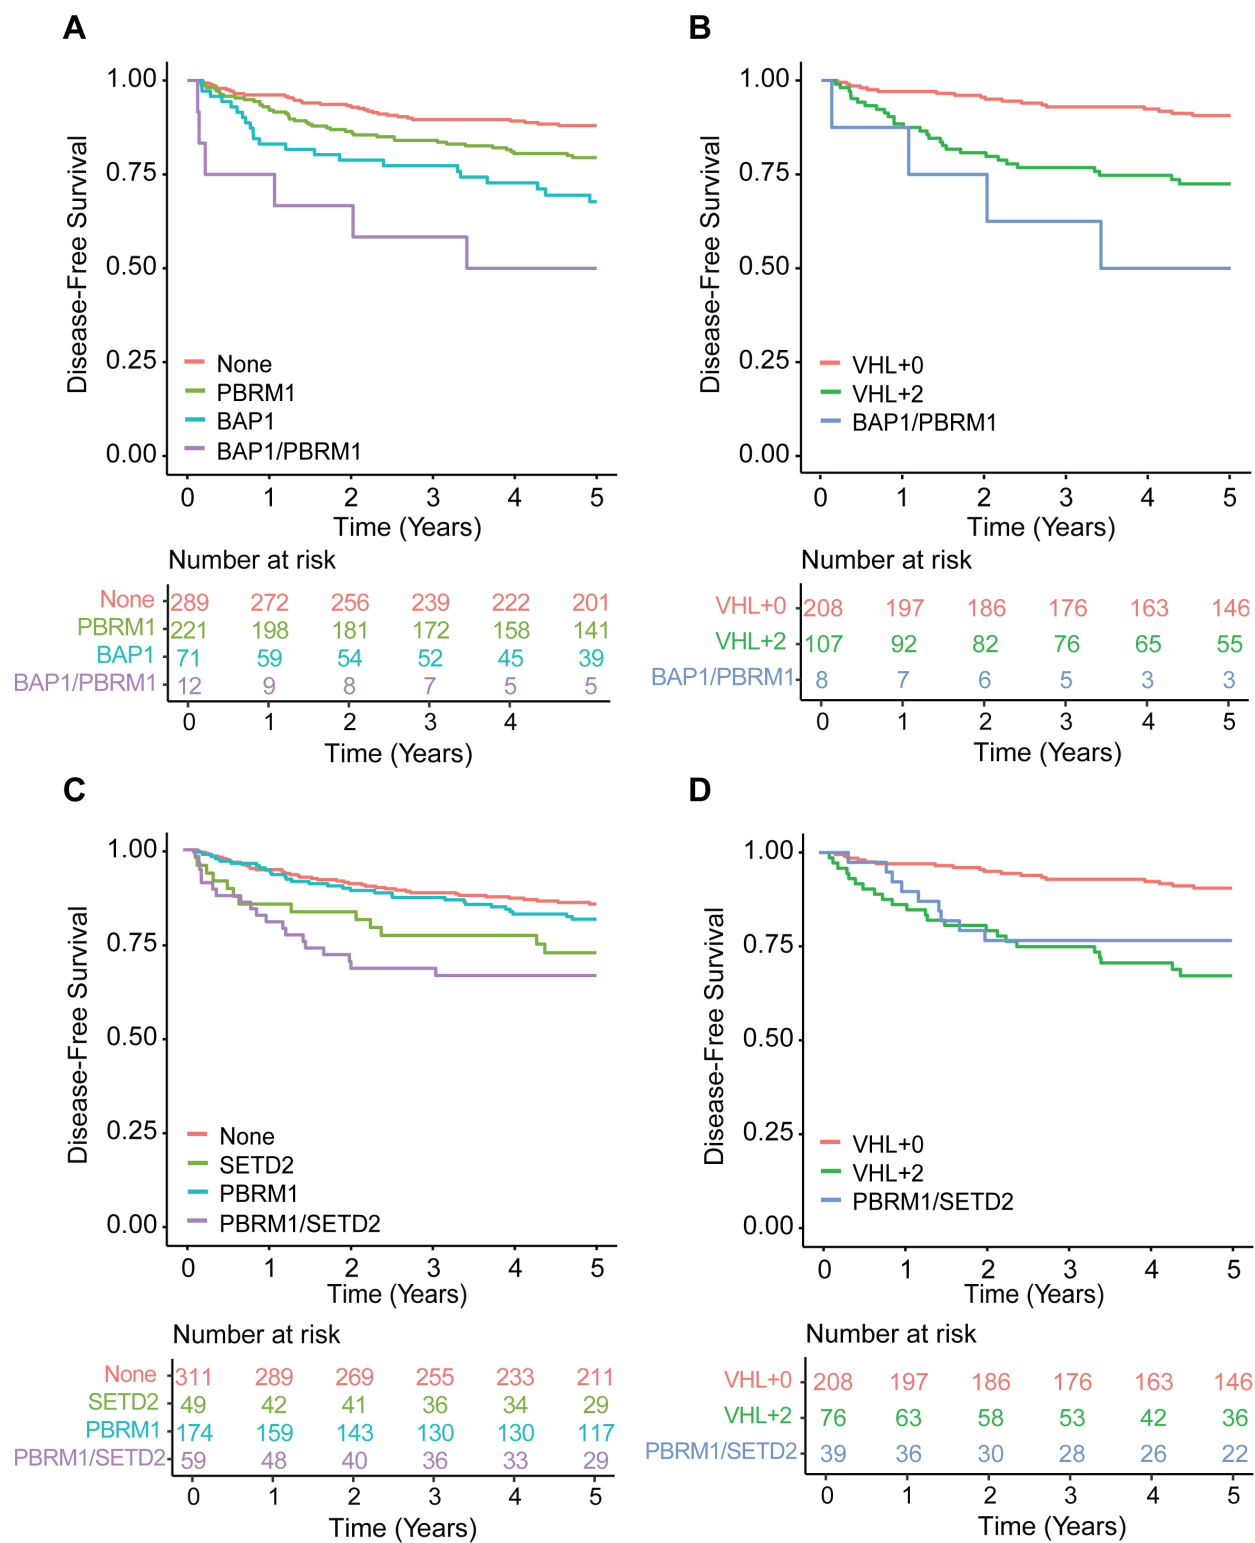 A
Disease-Free Survival
1.00
0.75
0.50
0.25
0.00
None
PBRM1
BAP1
BAP1/PBRM1
0 1 2 3 4 5
Time (Years)
Number at risk
None 289 272 256 239 222 201
PBRM1 221 198 181 172 158 141
BAP1 71 59 54 52 45 39
BAP1/PBRM1 12 9 8 7 5 5
0 1 2 3 4
Time (Years)
B
Disease-Free Survival
1.00
0.75
0.50
0.25
0.00
VHL+0
VHL+2
BAP1/PBRM1
0 1 2 3 4 5
Time (Years)
Number at risk
VHL+0 208 197 186 176 163 146
VHL+2 107 92 82 76 65 55
BAP1/PBRM1 8 7 6 5 3 3
0 1 2 3 4 5
Time (Years)
C
Disease-Free Survival
1.00
0.75
0.50
0.25
0.00
None
SETD2
PBRM1
PBRM1/SETD2
0 1 2 3 4 5
Time (Years)
Number at risk
None 311 289 269 255 233 211
SETD2 49 42 41 36 34 29
PBRM1 174 159 143 130 130 117
PBRM1/SETD2 59 48 40 36 33 29
0 1 2 3 4 5
Time (Years)
D
Disease-Free Survival
1.00
0.75
0.50
0.25
0.00
VHL+0
VHL+2
PBRM1/SETD2
0 1 2 3 4 5
Time (Years)
Number at risk
VHL+0 208 197 186 176 163 146
VHL+2 76 63 58 53 42 36
PBRM1/SETD2 39 36 30 28 26 22
0 1 2 3 4 5
Time (Years)